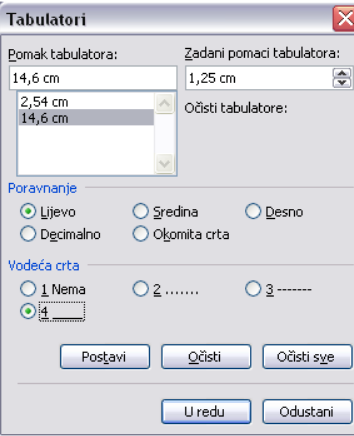 Tabulatori
Pomak tabulatora: Zadani pomaci tabulatora:
14,6 cm 1,25 cm
2,54 cm
14,6 cm
Očisti tabulatore:
Poravnanje
Lijevo Sredina Desno
Decimalno Okomita crta
Vodeća crta
1 Nema 2 ....... 3 -------
4 ____
Postavi Očisti Očisti sve
U redu Odustani